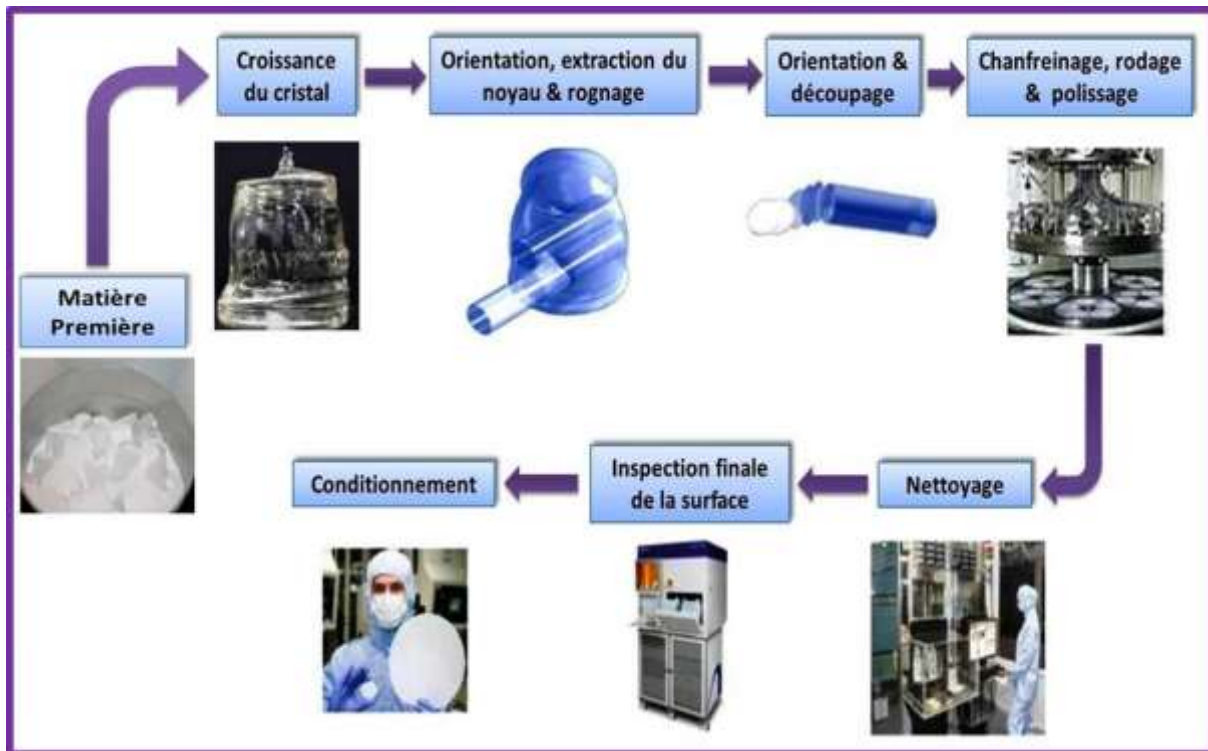 Croissance
du cristal
Orientation, extraction du
noyau & rognage
Orientation &
découpage
Chanfreinage, rodage
& polissage
Matière
Première
Conditionnement
Inspection finale
de la surface
Nettoyage